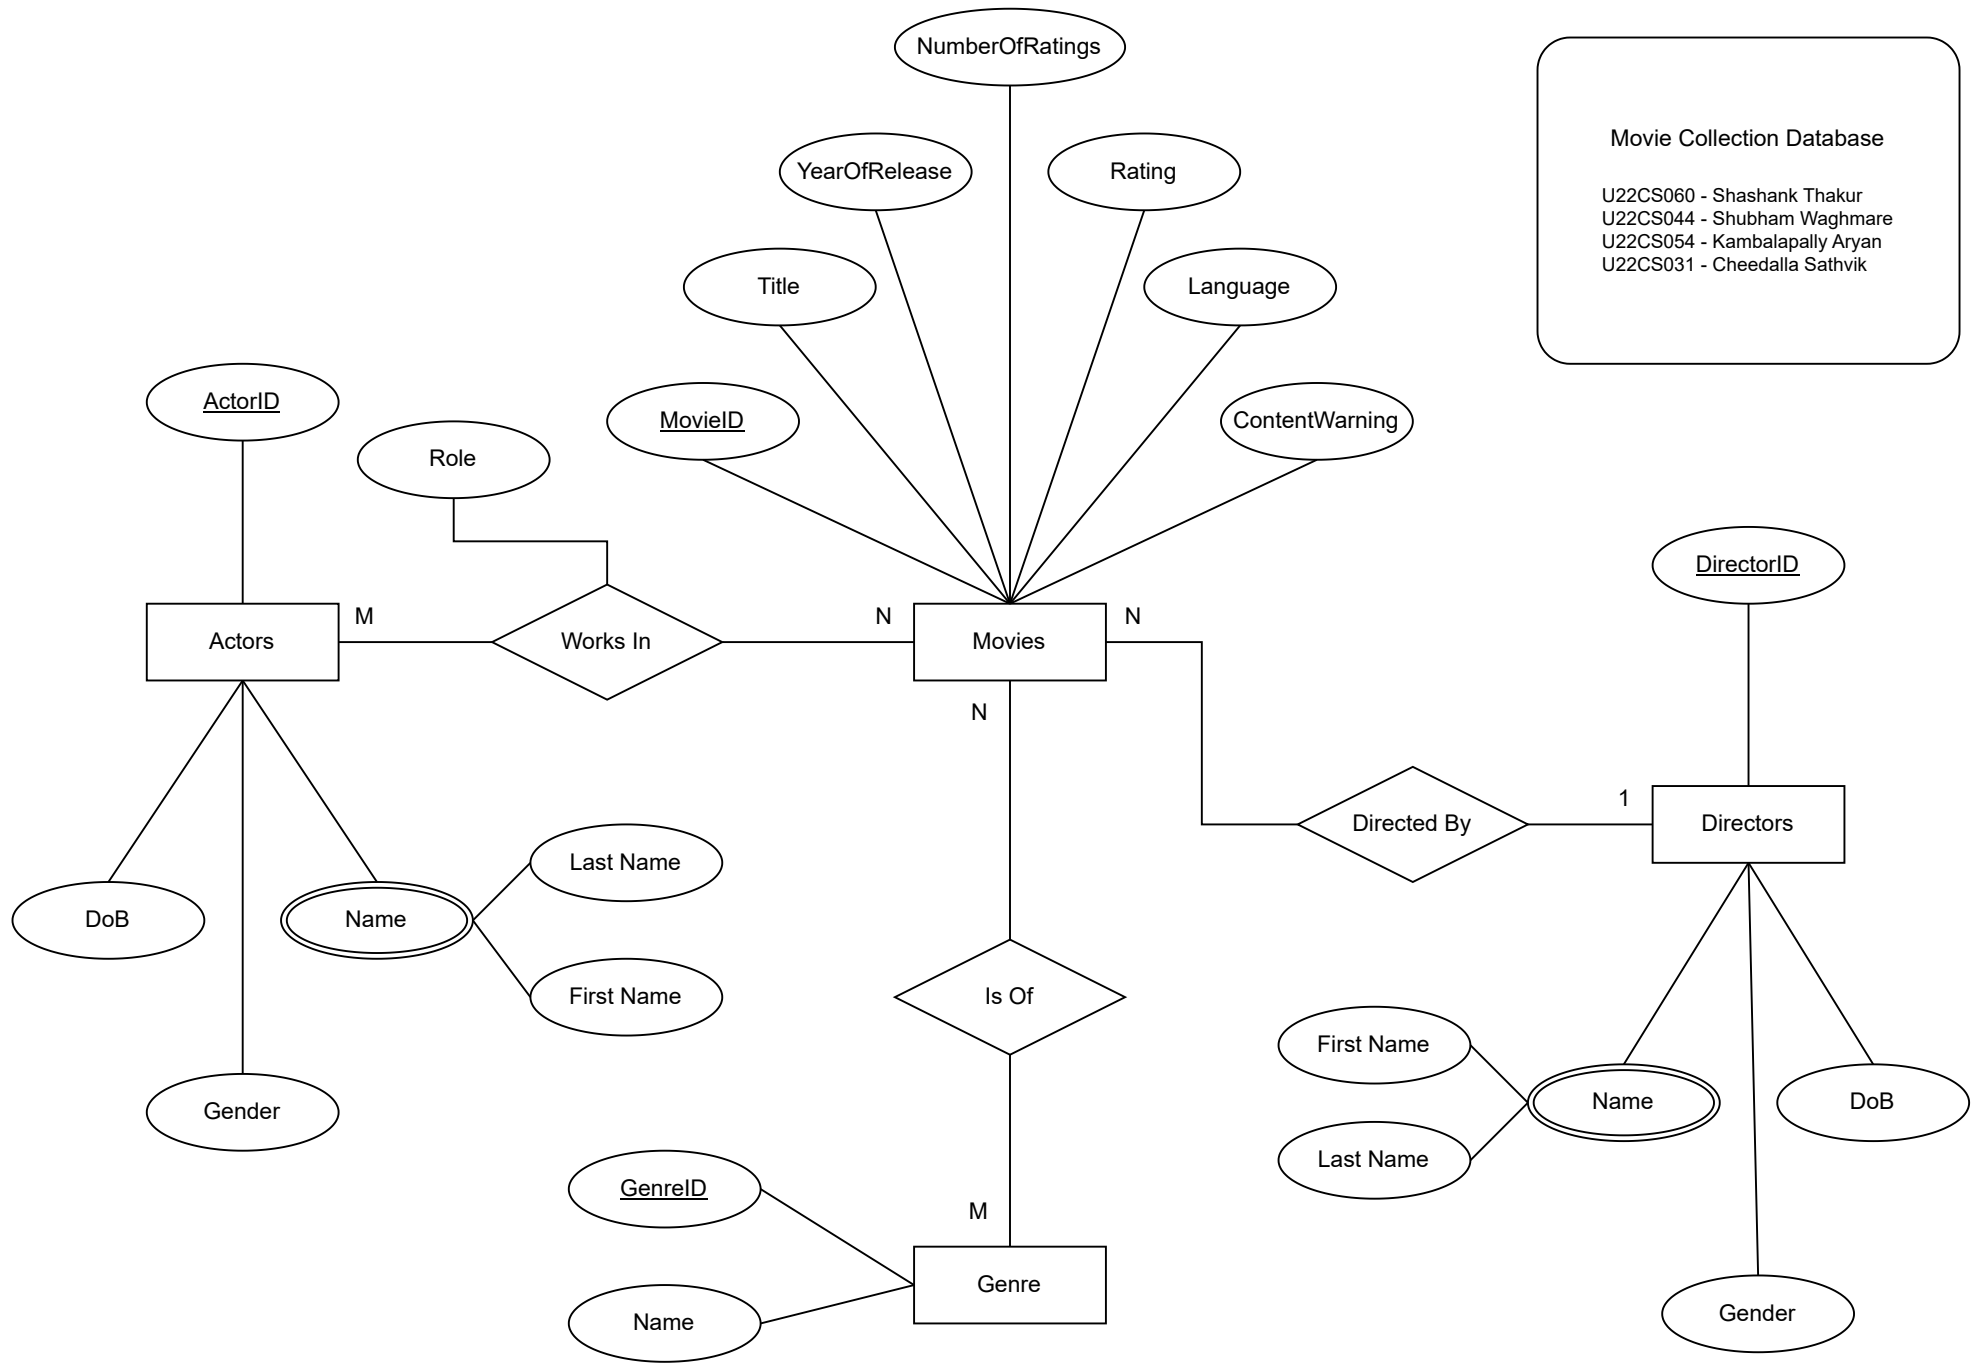 NumberOfRatings
Movie Collection Database
YearOfRelease
Rating
U22CS060 - Shashank Thakur
U22CS044 - Shubham Waghmare
U22CS054 - Kambalapally Aryan
U22CS031 - Cheedalla Sathvik
Title
Language
ActorID
MovieID
ContentWarning
Role
DirectorID
M
N
N
Actors
Works In
Movies
N
1
Directed By
Directors
Last Name
DoB
Name
First Name
Is Of
First Name
Name
DoB
Gender
Last Name
GenreID
M
Genre
Gender
Name